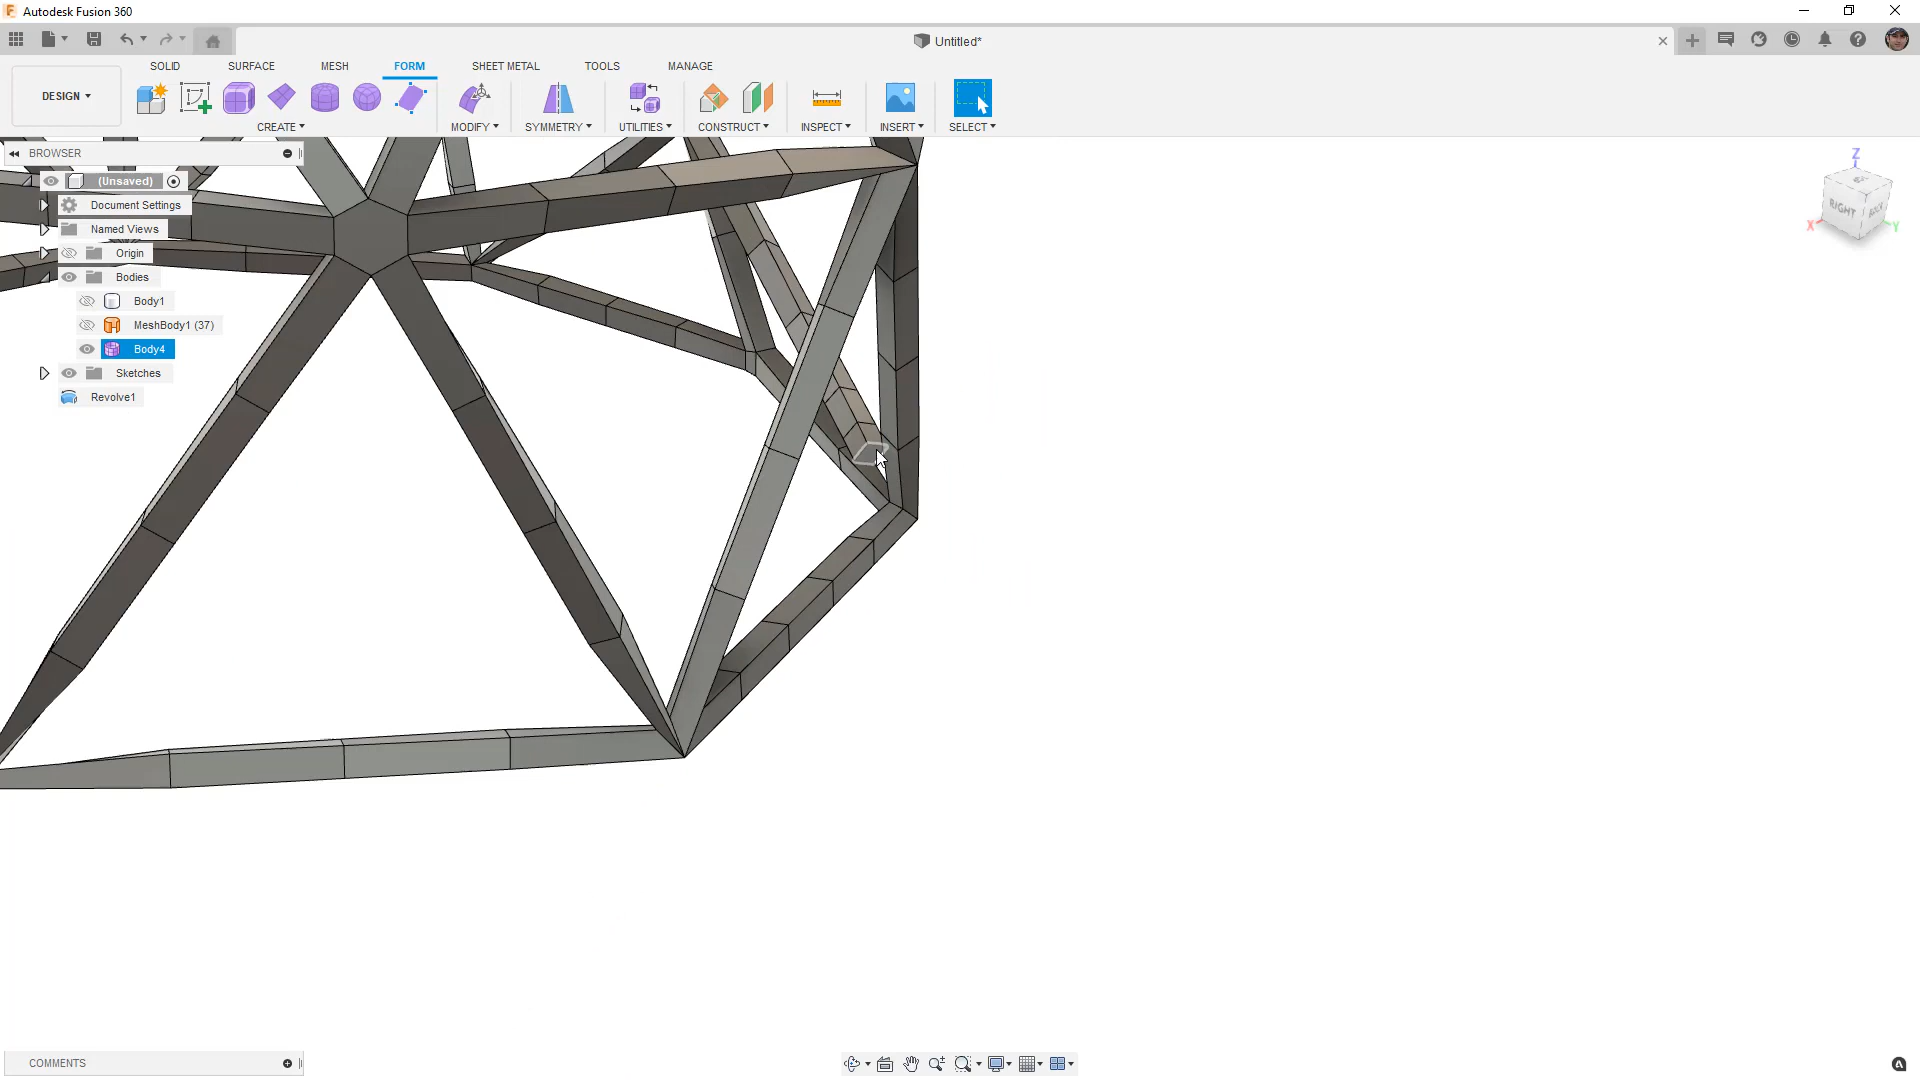 Autodesk Fusion 360
Untitled*
SOLID SURFACE MESH FORM SHEET METAL TOOLS MANAGE
DESIGN
CREATE MODIFY SYMMETRY UTILITIES CONSTRUCT INSPECT INSERT SELECT
BROWSER
(Unsaved)
Document Settings
Named Views
Origin
Bodies
Body1
MeshBody1 (37)
Body4
Sketches
Revolve1
Z
RIGHT
BACK
X
Y
COMMENTS